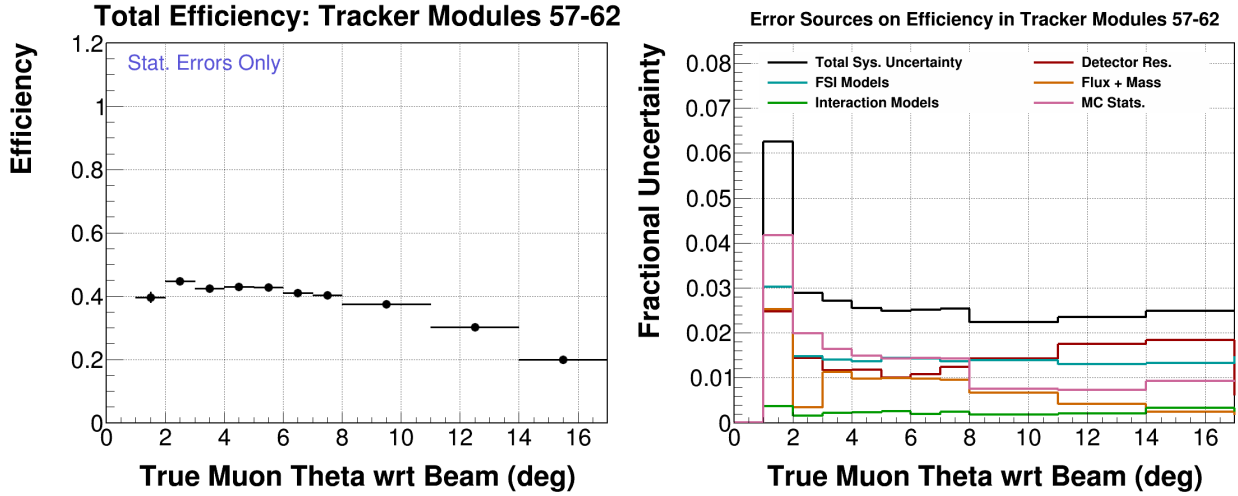 Total Efficiency: Tracker Modules 57-62
Stat. Errors Only
Efficiency
1.2
1
0.8
0.6
0.4
0.2
0
0 2 4 6 8 10 12 14 16
True Muon Theta wrt Beam (deg)
Error Sources on Efficiency in Tracker Modules 57-62
Total Sys. Uncertainty
FSI Models
Interaction Models
Detector Res.
Flux + Mass
MC Stats.
Fractional Uncertainty
0.08
0.07
0.06
0.05
0.04
0.03
0.02
0.01
0
0 2 4 6 8 10 12 14 16
True Muon Theta wrt Beam (deg)